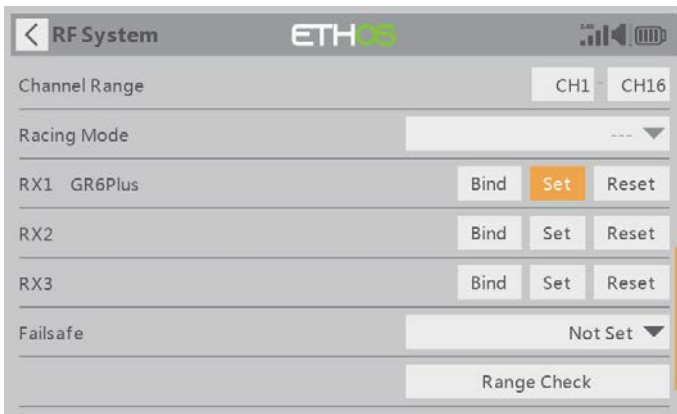 RF System ETHOS
Channel Range CH1 - CH16
Racing Mode ---
RX1 GR6Plus Bind Set Reset
RX2 Bind Set Reset
RX3 Bind Set Reset
Failsafe Not Set
Range Check